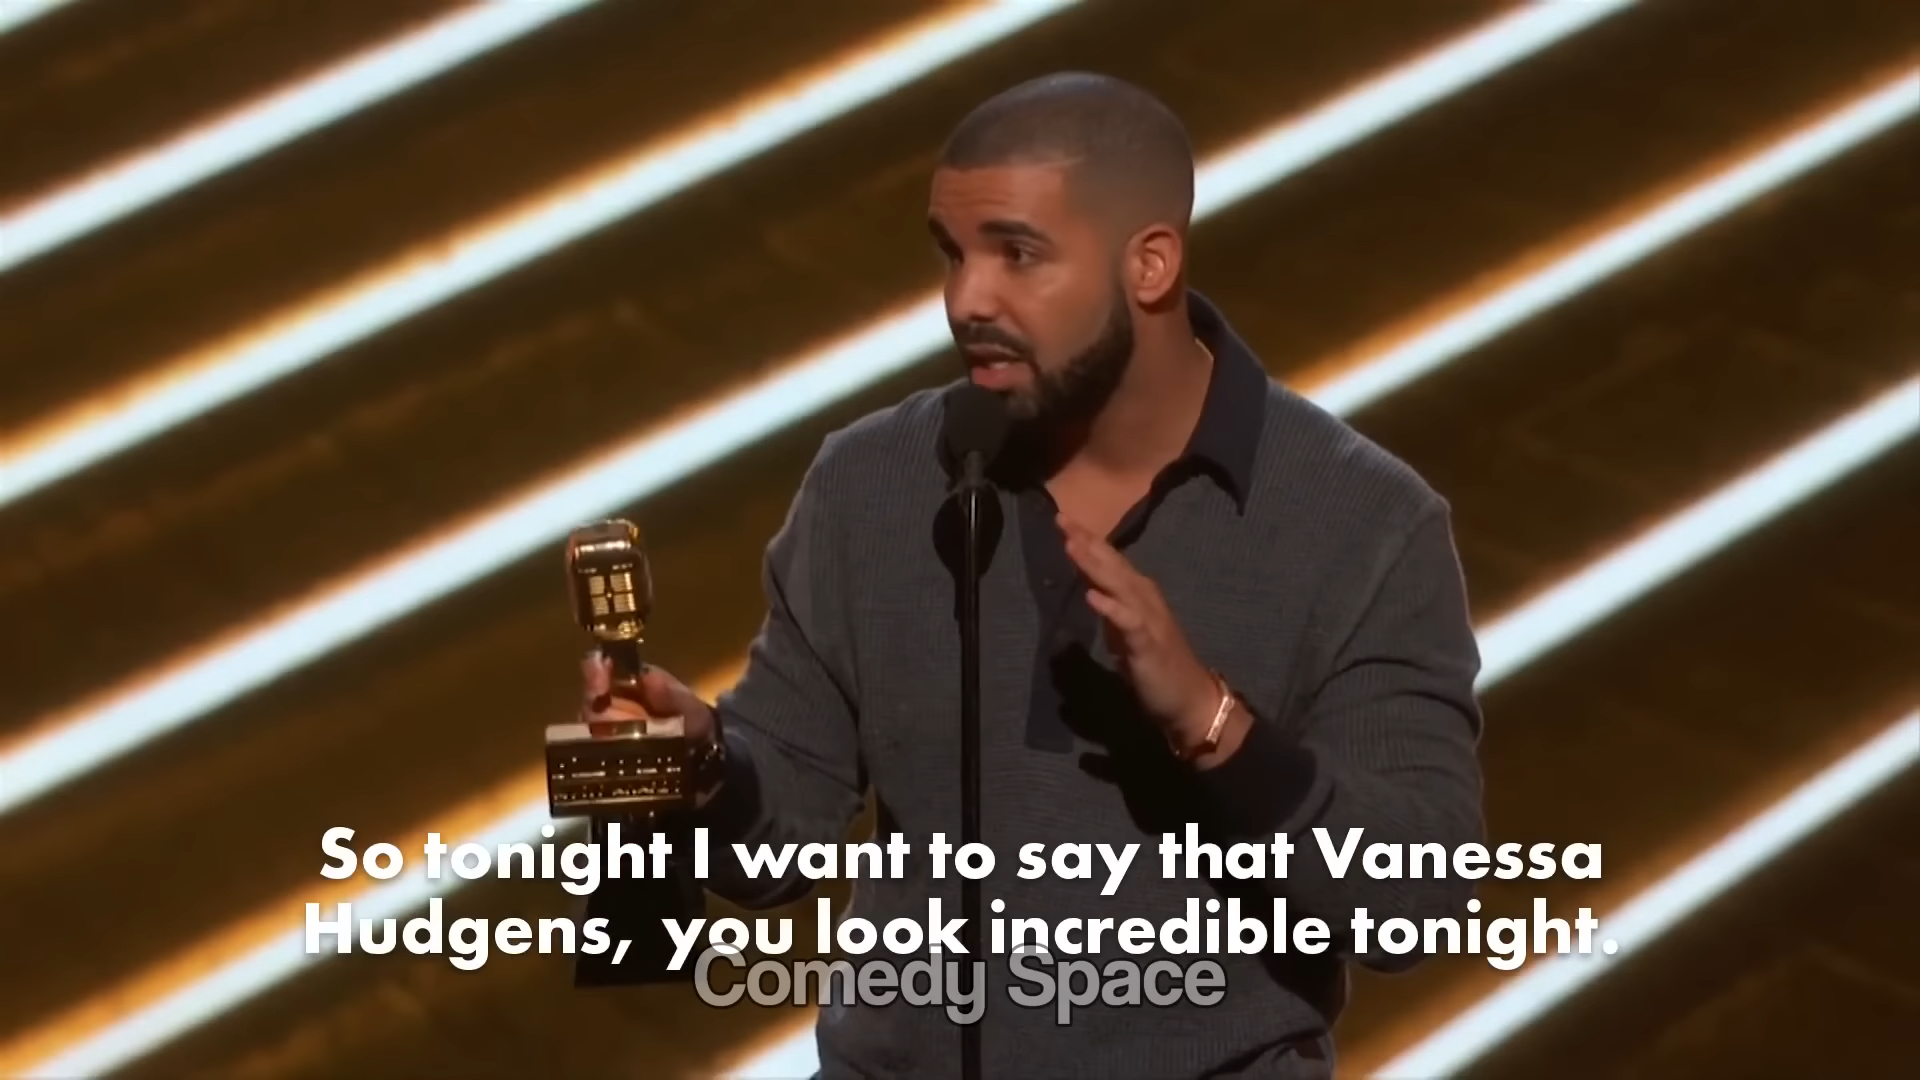 So tonight I want to say that Vanessa
Hudgens, you look incredible tonight.
Comedy Space